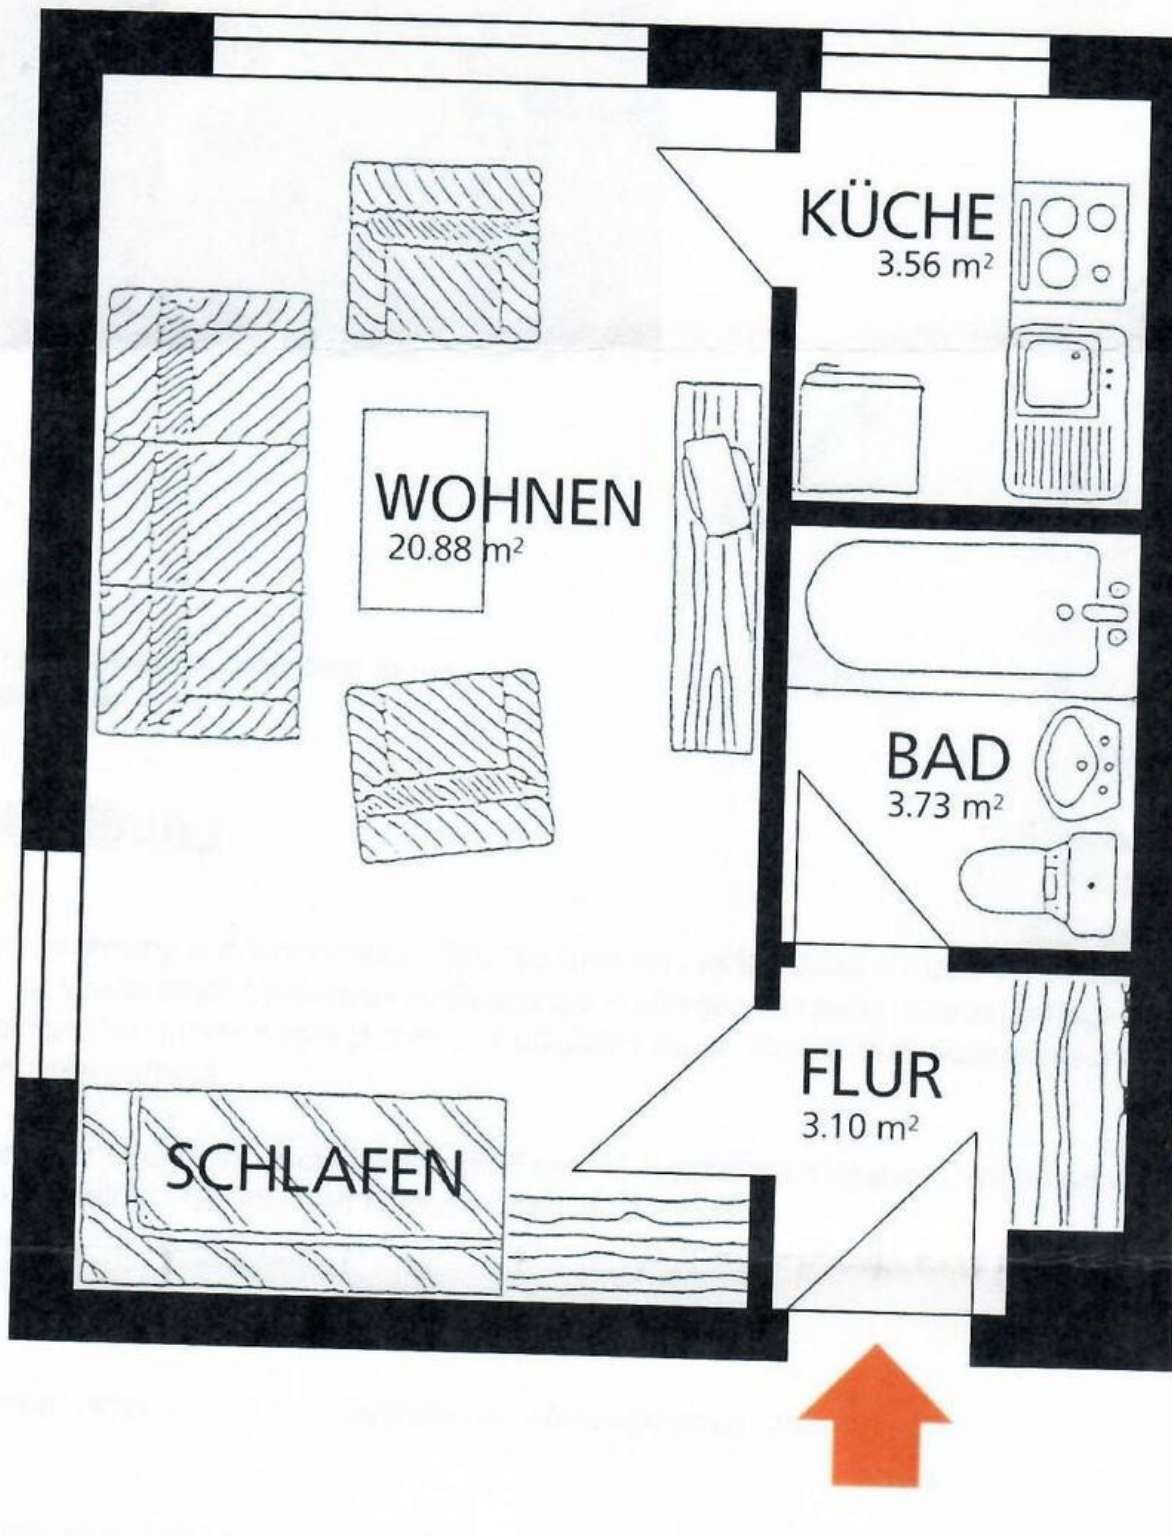 KÜCHE
3.56 m²
WOHNEN
20.88 m²
BAD
3.73 m²
FLUR
3.10 m²
SCHLAFEN